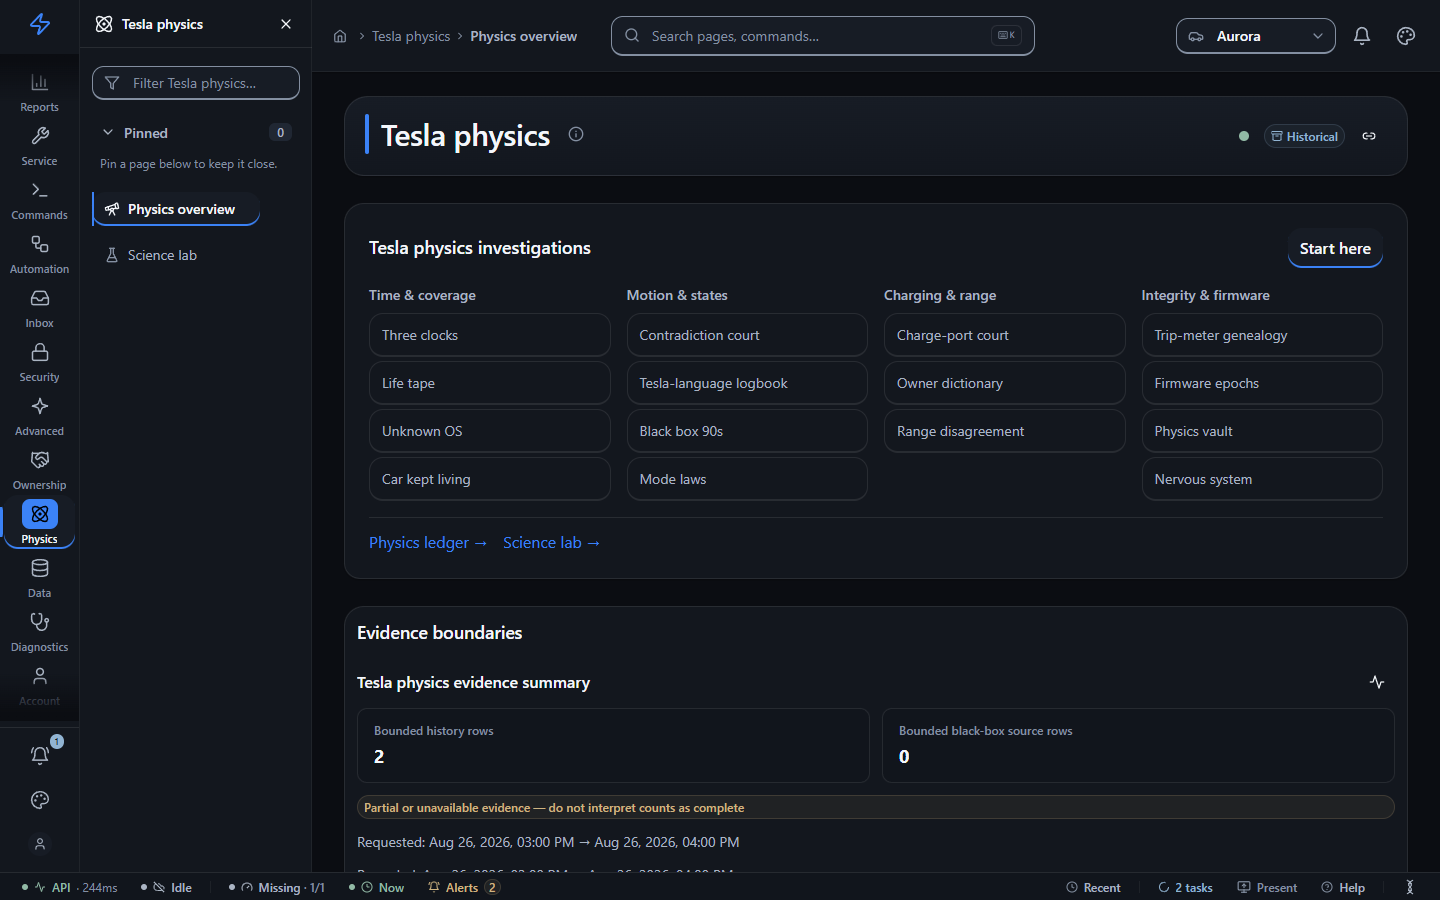 Tesla physics
Tesla physics
Physics overview
Search pages, commands...
K
Aurora
Reports
Service
Commands
Automation
Inbox
Security
Advanced
Ownership
Physics
Data
Diagnostics
Account
1
Filter Tesla physics...
Pinned
0
Pin a page below to keep it close.
Physics overview
Science lab
Tesla physics
Historical
Tesla physics investigations
Start here
Time & coverage
Three clocks
Life tape
Unknown OS
Car kept living
Motion & states
Contradiction court
Tesla-language logbook
Black box 90s
Mode laws
Charging & range
Charge-port court
Owner dictionary
Range disagreement
Integrity & firmware
Trip-meter genealogy
Firmware epochs
Physics vault
Nervous system
Physics ledger →
Science lab →
Evidence boundaries
Tesla physics evidence summary
Bounded history rows
2
Bounded black-box source rows
0
Partial or unavailable evidence — do not interpret counts as complete
Requested: Aug 26, 2026, 03:00 PM → Aug 26, 2026, 04:00 PM
API · 244ms
Idle
Missing · 1/1
Now
Alerts 2
Recent
2 tasks
Present
Help